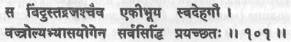 स बिंदुस्तद्रजश्चैव एकीभूय स्वदेहगौ ।
वज्रोल्यभ्यासयोगेन सर्वसिद्धिं प्रयच्छतः ।। १०१ ।।